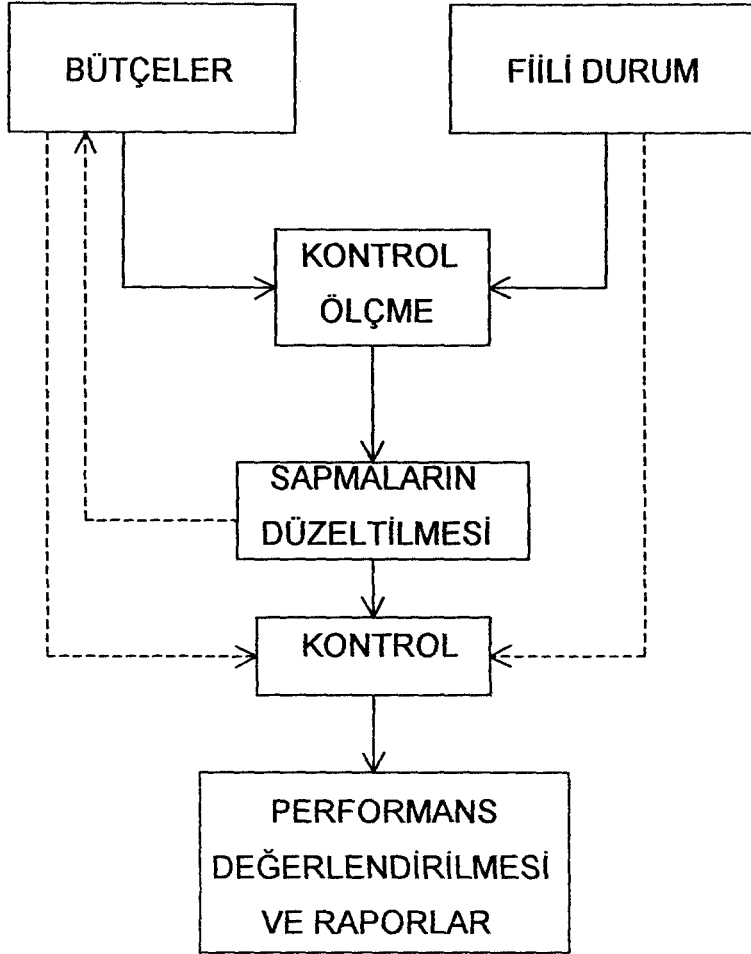 BÜTÇELER
FİİLİ DURUM
KONTROL
ÖLÇME
SAPMALARIN
DÜZELTİLMESİ
KONTROL
PERFORMANS
DEĞERLENDİRİLMESİ
VE RAPORLAR